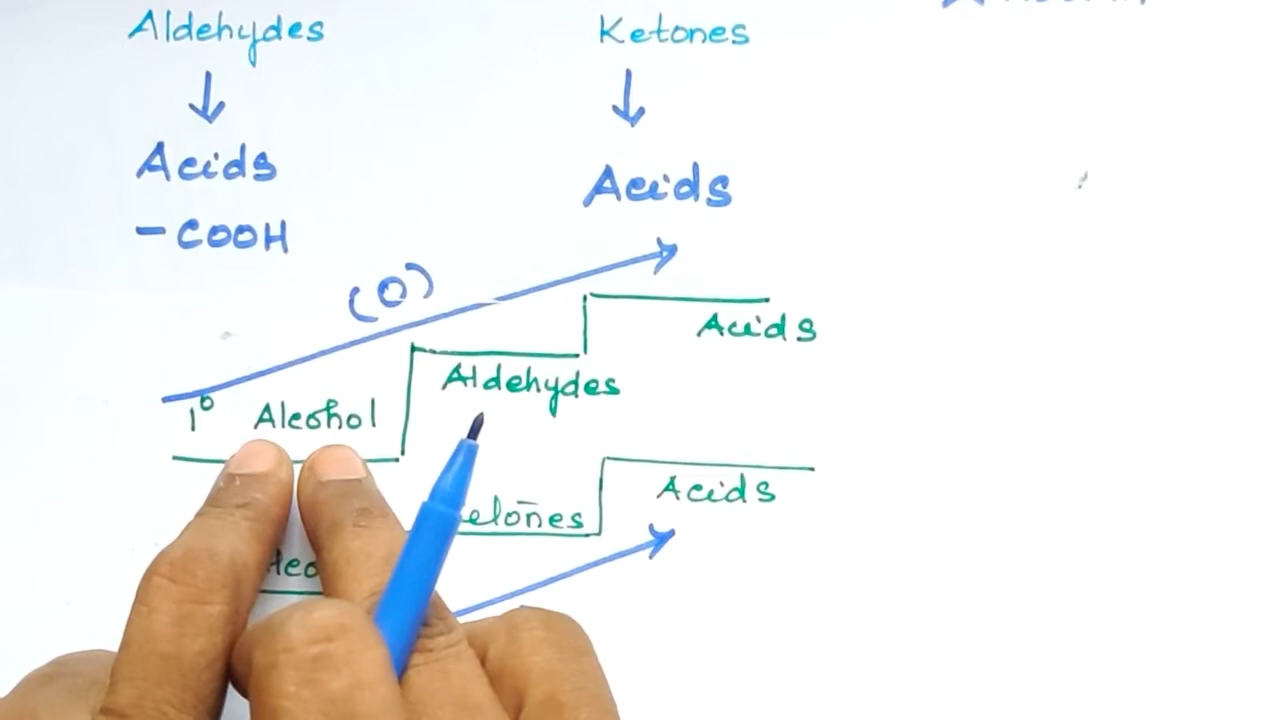 Aldehydes Ketones
↓ ↓
Acids Acids
-COOH
(O)
Acids
Aldehydes
1° Alcohol
Acids